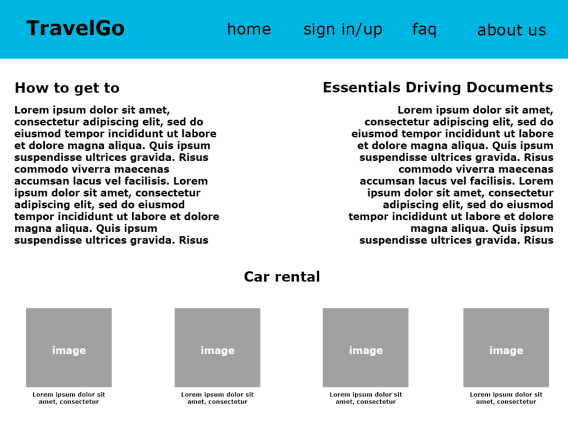 TravelGo
home sign in/up faq about us
How to get to
Lorem ipsum dolor sit amet,
consectetur adipiscing elit, sed do
eiusmod tempor incididunt ut labore
et dolore magna aliqua. Quis ipsum
suspendisse ultrices gravida. Risus
commodo viverra maecenas
accumsan lacus vel facilisis. Lorem
ipsum dolor sit amet, consectetur
adipiscing elit, sed do eiusmod
tempor incididunt ut labore et dolore
magna aliqua. Quis ipsum
suspendisse ultrices gravida. Risus
Essentials Driving Documents
Lorem ipsum dolor sit amet,
consectetur adipiscing elit, sed do
eiusmod tempor incididunt ut labore
et dolore magna aliqua. Quis ipsum
suspendisse ultrices gravida. Risus
commodo viverra maecenas
accumsan lacus vel facilisis. Lorem
ipsum dolor sit amet, consectetur
adipiscing elit, sed do eiusmod
tempor incididunt ut labore et dolore
magna aliqua. Quis ipsum
suspendisse ultrices gravida. Risus
Car rental
image
Lorem ipsum dolor sit
amet, consectetur
image
Lorem ipsum dolor sit
amet, consectetur
image
Lorem ipsum dolor sit
amet, consectetur
image
Lorem ipsum dolor sit
amet, consectetur